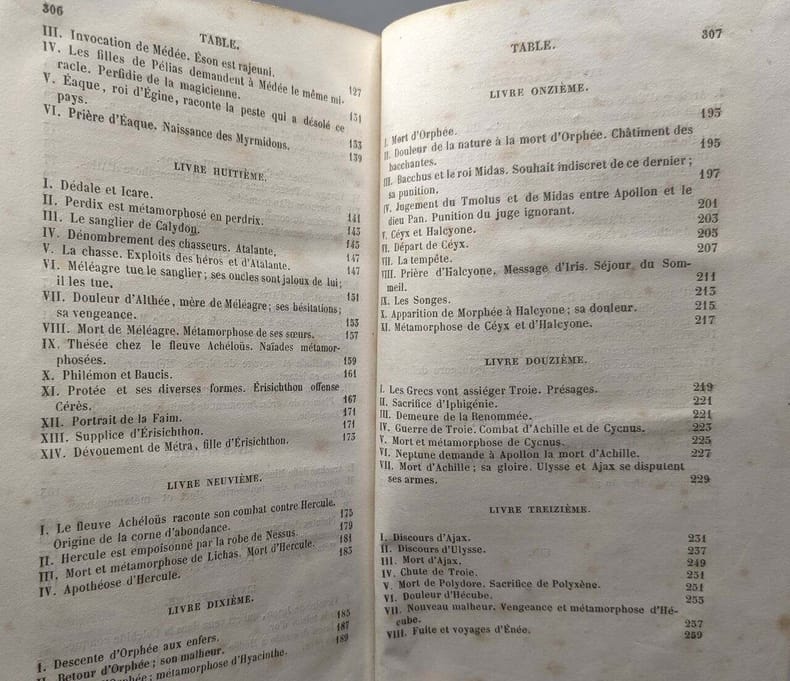 306
TABLE.
III. Invocation de Médée. Éson est rajeuni. 127
IV. Les filles de Pélias demandent à Médée le même mi-
racle. Perfidie de la magicienne. 131
V. Éaque, roi d'Égine, raconte la peste qui a désolé ce
pays. 133
VI. Prière d'Éaque. Naissance des Myrmidons. 139
LIVRE HUITIÈME.
I. Dédale et Icare. 141
II. Perdix est métamorphosé en perdrix. 143
III. Le sanglier de Calydon. 145
IV. Dénombrement des chasseurs. Atalante. 147
V. La chasse. Exploits des héros et d'Atalante. 147
VI. Méléagre tue le sanglier; ses oncles sont jaloux de lui;
il les tue. 151
VII. Douleur d'Althée, mère de Méléagre; ses hésitations;
sa vengeance. 153
VIII. Mort de Méléagre. Métamorphose de ses sœurs. 157
IX. Thésée chez le fleuve Achéloüs. Naïades métamor-
phosées. 159
X. Philémon et Baucis. 161
XI. Protée et ses diverses formes. Érisichthon offense
Cérès. 167
XII. Portrait de la Faim. 171
XIII. Supplice d'Érisichthon. 171
XIV. Dévouement de Métra, fille d'Érisichthon. 173
LIVRE NEUVIÈME.
I. Le fleuve Achéloüs raconte son combat contre Hercule.
Origine de la corne d'abondance. 175
II. Hercule est empoisonné par la robe de Nessus. 179
III. Mort et métamorphose de Lichas. Mort d'Hercule. 181
IV. Apothéose d'Hercule. 183
LIVRE DIXIÈME.
I. Descente d'Orphée aux enfers. 185
II. Retour d'Orphée; son malheur. 187
d'Orphée; métamorphose d'Hyacinthe. 189
307
TABLE.
LIVRE ONZIÈME.
I. Mort d'Orphée. 193
II. Douleur de la nature à la mort d'Orphée. Châtiment des
bacchantes. 195
III. Bacchus et le roi Midas. Souhait indiscret de ce dernier;
sa punition. 197
IV. Jugement du Tmolus et de Midas entre Apollon et le
dieu Pan. Punition du juge ignorant. 201
V. Céyx et Halcyone. 203
VI. Départ de Céyx. 205
VII. La tempête. 207
VIII. Prière d'Halcyone, Message d'Iris. Séjour du Som-
meil. 211
IX. Les Songes. 213
X. Apparition de Morphée à Halcyone; sa douleur. 215
XI. Métamorphose de Céyx et d'Halcyone. 217
LIVRE DOUZIÈME.
I. Les Grecs vont assiéger Troie. Présages. 219
II. Sacrifice d'Iphigénie. 221
III. Demeure de la Renommée. 221
IV. Guerre de Troie. Combat d'Achille et de Cycnus. 223
V. Mort et métamorphose de Cycnus. 225
VI. Neptune demande à Apollon la mort d'Achille. 227
VII. Mort d'Achille; sa gloire. Ulysse et Ajax se disputent
ses armes. 229
LIVRE TREIZIÈME.
I. Discours d'Ajax. 231
II. Discours d'Ulysse. 237
III. Mort d'Ajax. 249
IV. Chute de Troie. 251
V. Mort de Polydore. Sacrifice de Polyxène. 251
VI. Douleur d'Hécube. 255
VII. Nouveau malheur. Vengeance et métamorphose d'Hé-
cube. 257
VIII. Fuite et voyages d'Énée. 259